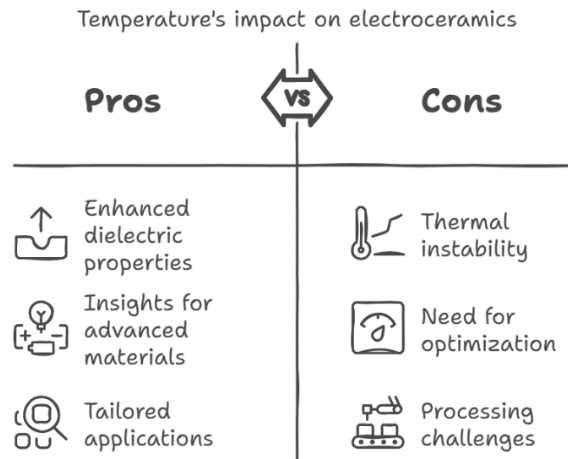 Temperature's impact on electroceramics
Pros
VS
Cons
Enhanced
dielectric
properties
Thermal
instability
Insights for
advanced
materials
Need for
optimization
Tailored
applications
Processing
challenges